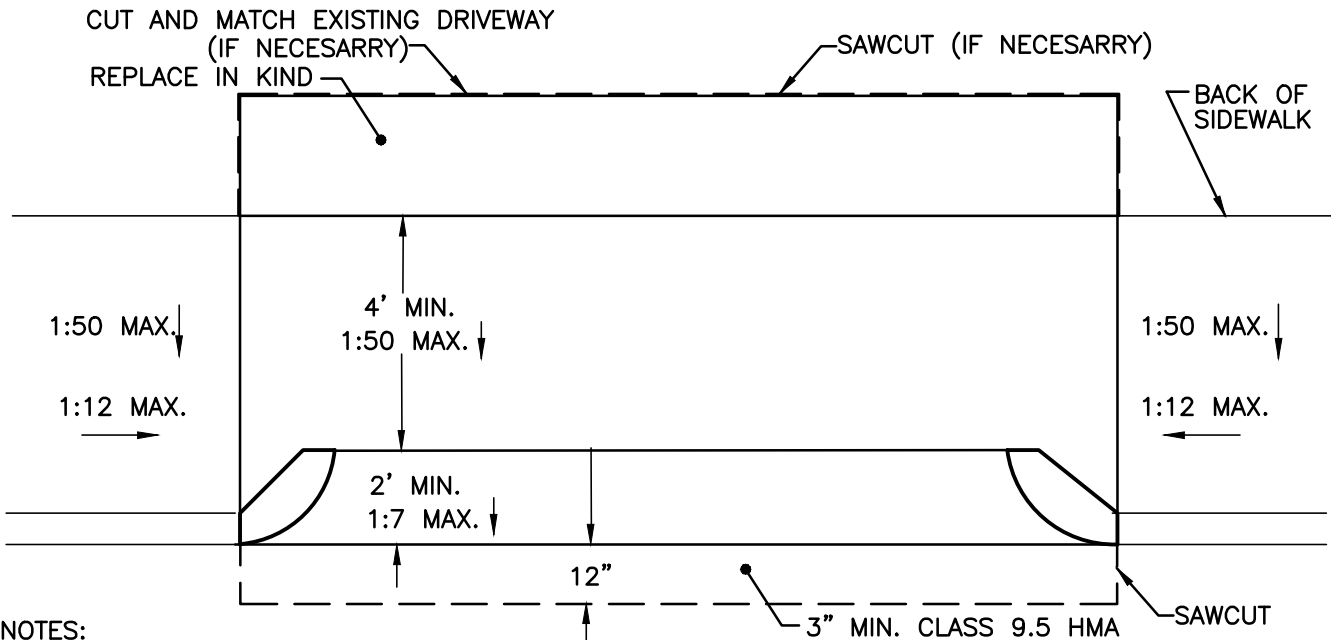 CUT AND MATCH EXISTING DRIVEWAY
(IF NECESARRY)
REPLACE IN KIND
SAWCUT (IF NECESARRY)
BACK OF
SIDEWALK
1:50 MAX.
4' MIN.
1:50 MAX.
1:50 MAX.
1:12 MAX.
1:12 MAX.
2' MIN.
1:7 MAX.
12"
SAWCUT
3" MIN. CLASS 9.5 HMA
NOTES: